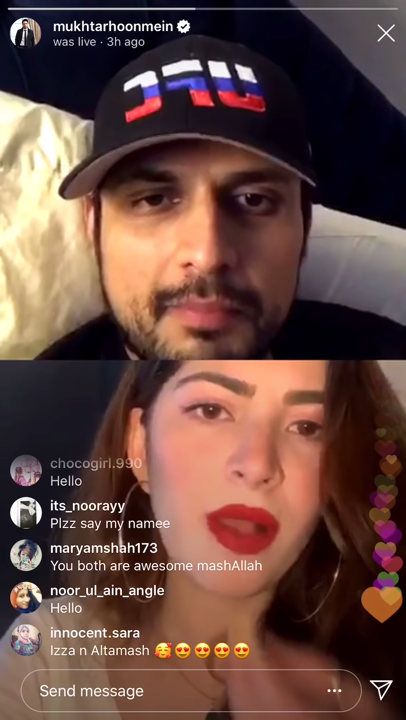 mukhtarhoonmein
was live · 3h ago
chocogirl.990
Hello
its_noorayy
Plzz say my namee
maryamshah173
You both are awesome mashAllah
noor_ul_ain_angle
Hello
innocent.sara
Izza n Altamash 🥰😍😍😍😍
Send message